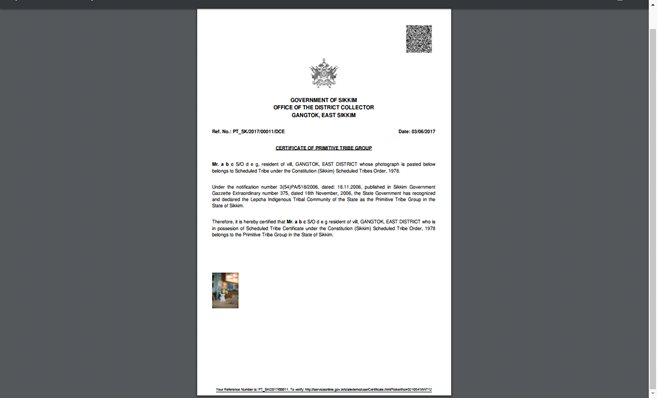 GOVERNMENT OF SIKKIM
OFFICE OF THE DISTRICT COLLECTOR
GANGTOK, EAST SIKKIM
Ref. No.: PT_SK/2017/00011/DCE Date: 03/06/2017
CERTIFICATE OF PRIMITIVE TRIBE GROUP
Mr. a b c S/O d e g, resident of vill, GANGTOK, EAST DISTRICT whose photograph is pasted below
belongs to Scheduled Tribe under the Constitution (Sikkim) Scheduled Tribes Order, 1978.
Under the notification number 3(54)PA/518/2006, dated: 18.11.2006, published in Sikkim Government
Gazzette Extraordinary number 375, dated 18th November, 2006, the State Government has recognized
and declared the Lepcha Indigenous Tribal Community of the State as the Primitive Tribe Group in the
State of Sikkim.
Therefore, it is hereby certified that Mr. a b c S/O d e g resident of vill, GANGTOK, EAST DISTRICT who is
in possesion of Scheduled Tribe Certificate under the Constitution (Sikkim) Scheduled Tribe Order, 1978
belongs to the Primitive Tribe Group in the State of Sikkim.
Your Reference Number is: PT_SK/2017/00011. To verify: